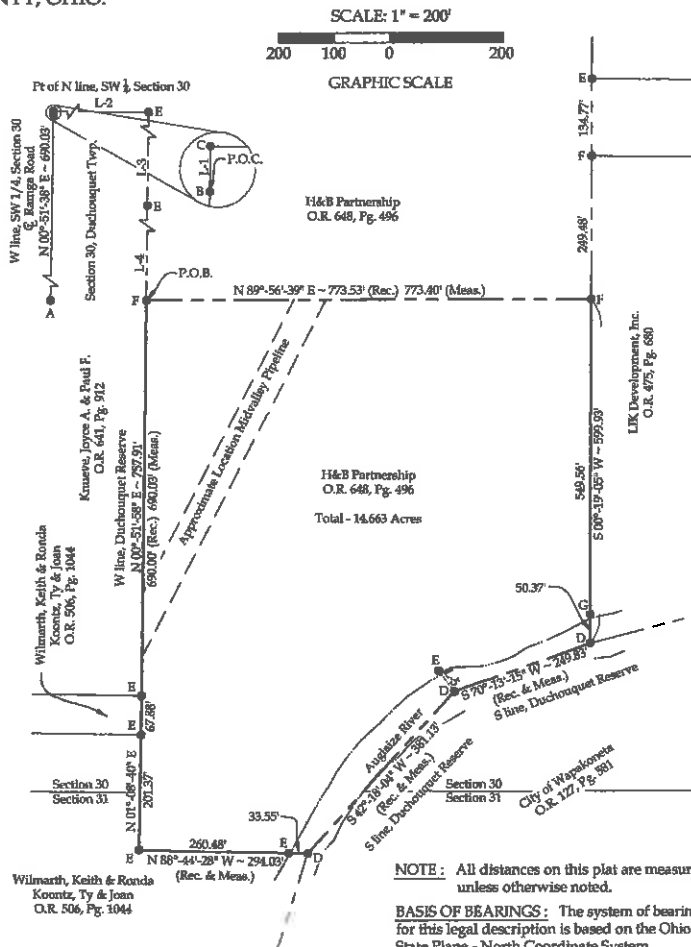 NTY, OHIO.
SCALE: 1" = 200'
200 100 0 200
GRAPHIC SCALE
Pt of N line, SW ¼, Section 30
L-2
E
E
134.77'
F
W line, SW 1/4, Section 30
℄ Ramga Road
N 00°-51'-38" E ~ 690.03'
Section 30, Duchouquet Twp.
L-3
E
L-4
C
L-1
P.O.C.
B
H&B Partnership
O.R. 648, Pg. 496
249.48'
A
F
P.O.B.
N 89°-56'-39" E ~ 773.53' (Rec.) 773.40' (Meas.)
F
Knueve, Joyce A. & Paul F.
O.R. 641, Pg. 912
W line, Duchouquet Reserve
N 00°-51'-58" E ~ 757.91'
690.00' (Rec.) 690.03' (Meas.)
Approximate Location Midvalley Pipeline
LJK Development, Inc.
O.R. 475, Pg. 680
549.56'
S 00°-19'-05" W ~ 599.93'
H&B Partnership
O.R. 648, Pg. 496
Total - 14.663 Acres
Wilmarth, Keith & Ronda
Koontz, Ty & Joan
O.R. 506, Pg. 1044
50.37'
G
D
E
D
S 70°-13'-15" W ~ 249.83'
(Rec. & Meas.)
S line, Duchouquet Reserve
E
67.88'
E
N 01°-08'-40" E
201.37'
Auglaize River
S 42°-18'-04" W ~ 381.13'
(Rec. & Meas.)
S line, Duchouquet Reserve
Section 30
Section 31
Section 30
Section 31
City of Wapakoneta
O.R. 127, Pg. 581
33.55'
260.48'
E
E
D
N 88°-44'-28" W ~ 294.03'
(Rec. & Meas.)
Wilmarth, Keith & Ronda
Koontz, Ty & Joan
O.R. 506, Pg. 1044
NOTE : All distances on this plat are measur
unless otherwise noted.
BASIS OF BEARINGS : The system of bearin
for this legal description is based on the Ohio
State Plane - North Coordinate System